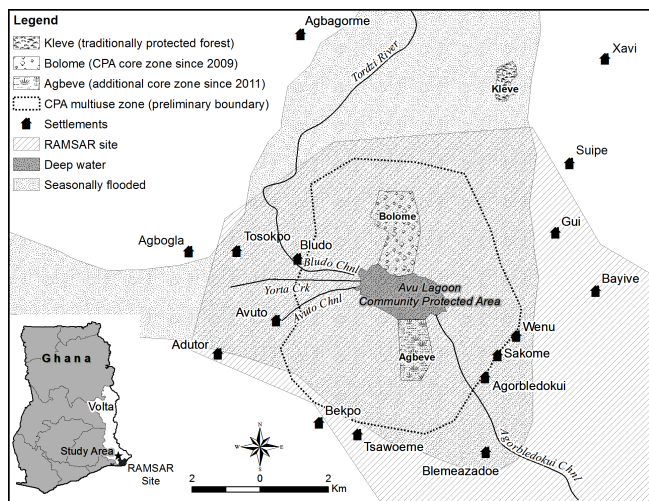 Legend
Kleve (traditionally protected forest)
Bolome (CPA core zone since 2009)
Agbeve (additional core zone since 2011)
CPA multiuse zone (preliminary boundary)
Settlements
RAMSAR site
Deep water
Seasonally flooded
Agbagorme
Tordzi River
Xavi
Kleve
Suipe
Bolome
Gui
Agbogla
Tosokpo
Bludo
Bludo Chnl
Yorta Crk
Avu Lagoon
Community Protected Area
Bayive
Avuto
Avuto Chnl
Wenu
Adutor
Agbeve
Sakome
Agorbledokui
Agorbledokui Chnl
Bekpo
Tsawoeme
Blemeazadoe
Ghana
Volta
Study Area
RAMSAR
Site
N
W
E
S
2 0 2
Km